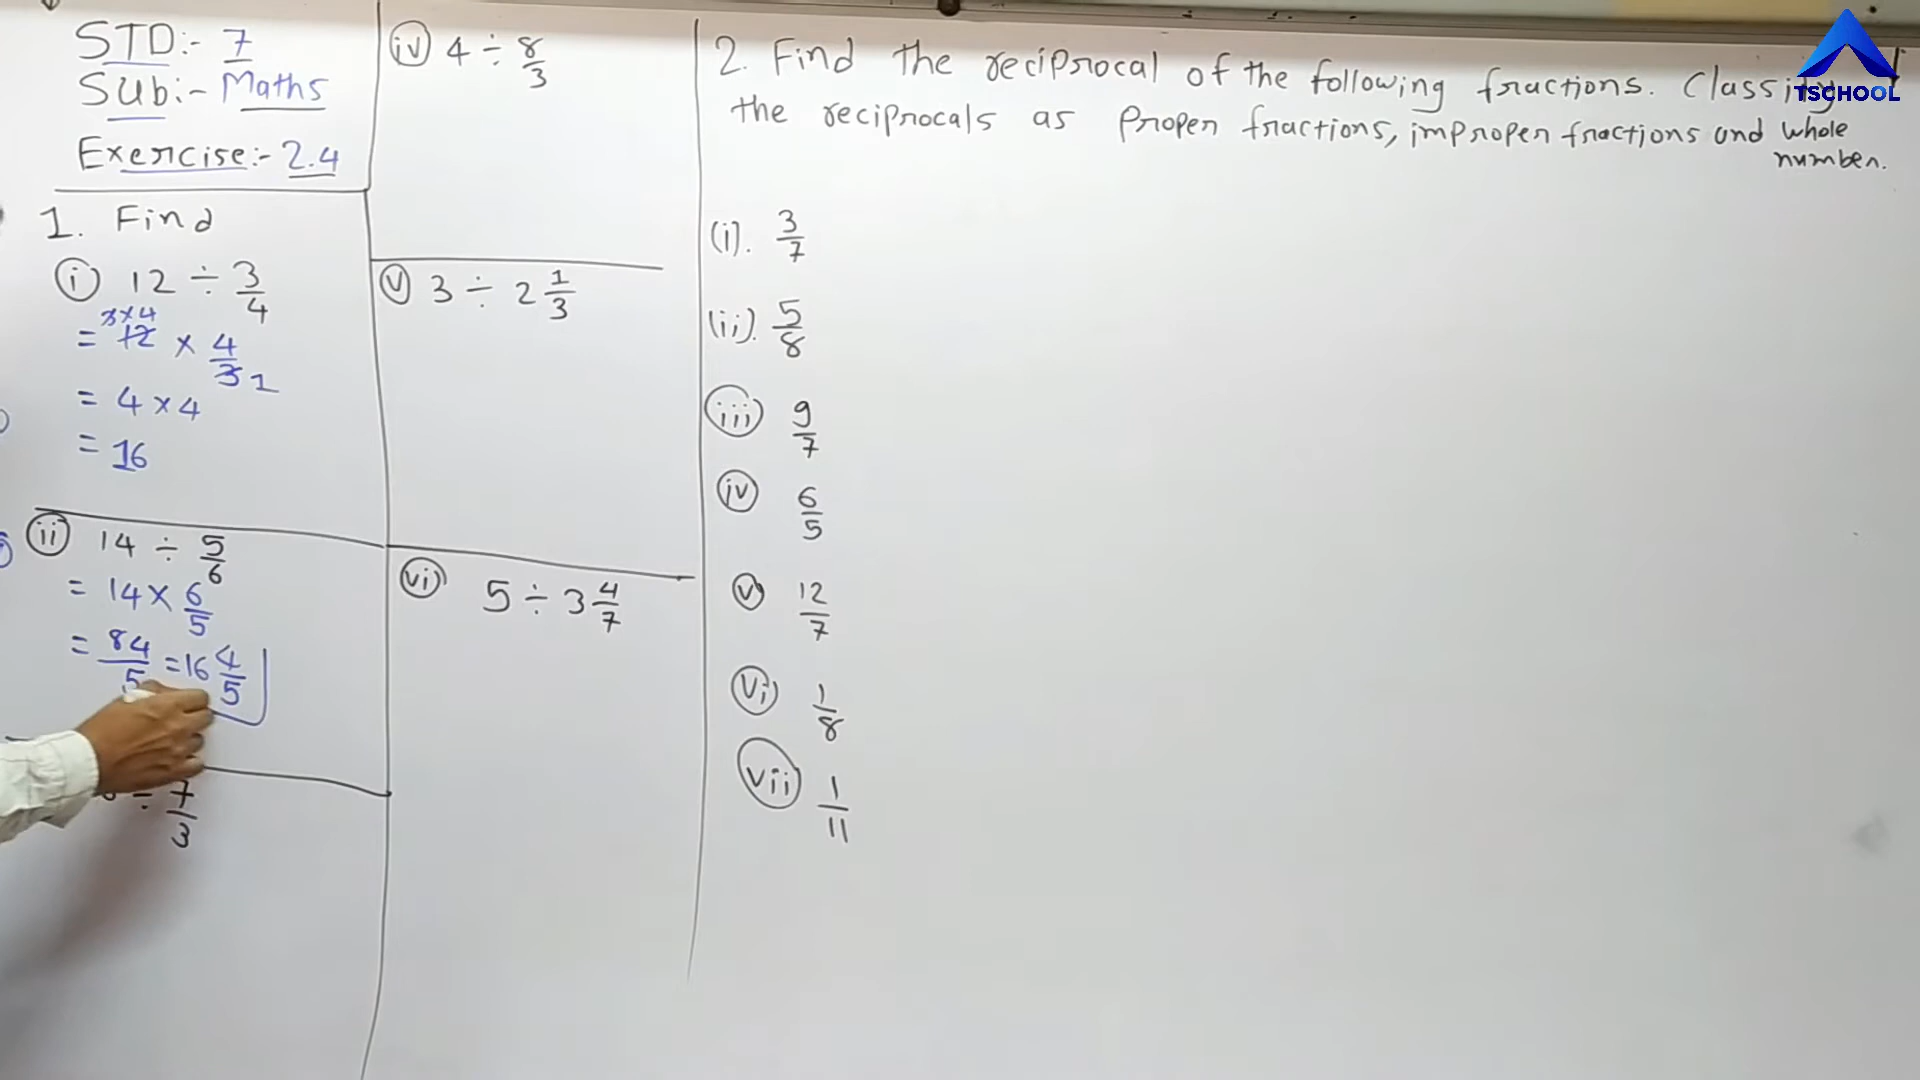 STD:- 7
Sub:- Maths
Exercise:- 2.4
1. Find
(i) 12 ÷ 3/4
3×4
= 12 × 4/3 1
= 4 × 4
= 16
(ii) 14 ÷ 5/6
= 14 × 6/5
= 84/5 = 16 4/5
÷ 7/3
(iv) 4 ÷ 8/3
(v) 3 ÷ 2 1/3
(vi) 5 ÷ 3 4/7
2. Find the reciprocal of the following fractions. Classify
the reciprocals as proper fractions, improper fractions and whole
number.
(i). 3/7
(ii). 5/8
(iii) 9/7
(iv) 6/5
(v) 12/7
(vi) 1/8
(vii) 1/11
TSCHOOL